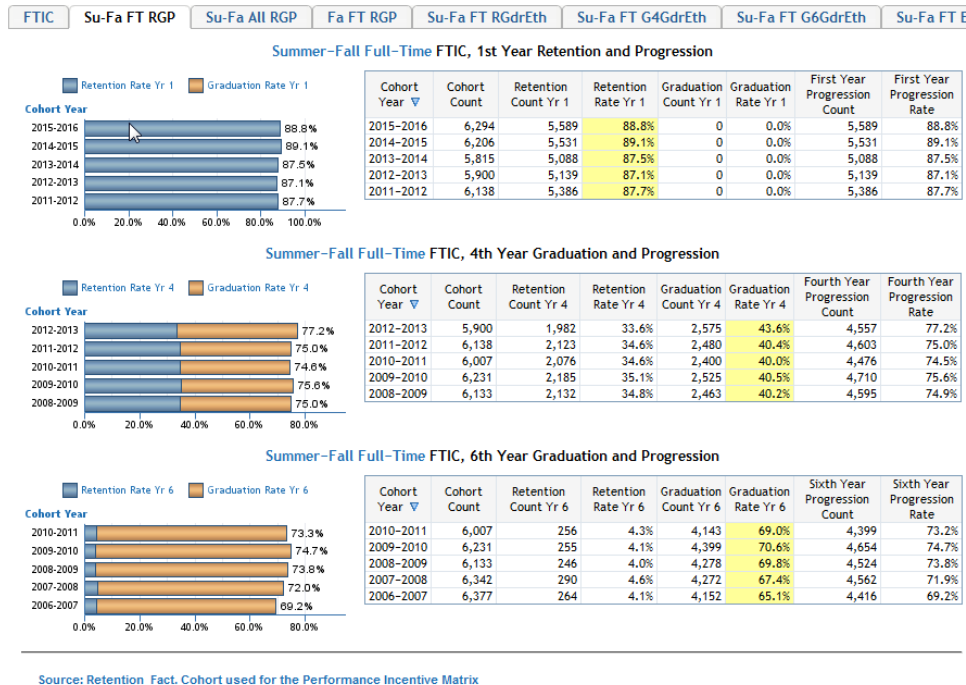 FTIC Su-Fa FT RGP Su-Fa All RGP Fa FT RGP Su-Fa FT RGdrEth Su-Fa FT G4GdrEth Su-Fa FT G6GdrEth Su-Fa FT E
Summer-Fall Full-Time FTIC, 1st Year Retention and Progression
Retention Rate Yr 1 Graduation Rate Yr 1
Cohort Year
2015-2016 88.8%
2014-2015 89.1%
2013-2014 87.5%
2012-2013 87.1%
2011-2012 87.7%
0.0% 20.0% 40.0% 60.0% 80.0% 100.0%
Cohort Year Cohort Count Retention Count Yr 1 Retention Rate Yr 1 Graduation Count Yr 1 Graduation Rate Yr 1 First Year Progression Count First Year Progression Rate
2015-2016 6,294 5,589 88.8% 0 0.0% 5,589 88.8%
2014-2015 6,206 5,531 89.1% 0 0.0% 5,531 89.1%
2013-2014 5,815 5,088 87.5% 0 0.0% 5,088 87.5%
2012-2013 5,900 5,139 87.1% 0 0.0% 5,139 87.1%
2011-2012 6,138 5,386 87.7% 0 0.0% 5,386 87.7%
Summer-Fall Full-Time FTIC, 4th Year Graduation and Progression
Retention Rate Yr 4 Graduation Rate Yr 4
Cohort Year
2012-2013 77.2%
2011-2012 75.0%
2010-2011 74.6%
2009-2010 75.6%
2008-2009 75.0%
0.0% 20.0% 40.0% 60.0% 80.0%
Cohort Year Cohort Count Retention Count Yr 4 Retention Rate Yr 4 Graduation Count Yr 4 Graduation Rate Yr 4 Fourth Year Progression Count Fourth Year Progression Rate
2012-2013 5,900 1,982 33.6% 2,575 43.6% 4,557 77.2%
2011-2012 6,138 2,123 34.6% 2,480 40.4% 4,603 75.0%
2010-2011 6,007 2,076 34.6% 2,400 40.0% 4,476 74.5%
2009-2010 6,231 2,185 35.1% 2,525 40.5% 4,710 75.6%
2008-2009 6,133 2,132 34.8% 2,463 40.2% 4,595 74.9%
Summer-Fall Full-Time FTIC, 6th Year Graduation and Progression
Retention Rate Yr 6 Graduation Rate Yr 6
Cohort Year
2010-2011 73.3%
2009-2010 74.7%
2008-2009 73.8%
2007-2008 72.0%
2006-2007 69.2%
0.0% 20.0% 40.0% 60.0% 80.0%
Cohort Year Cohort Count Retention Count Yr 6 Retention Rate Yr 6 Graduation Count Yr 6 Graduation Rate Yr 6 Sixth Year Progression Count Sixth Year Progression Rate
2010-2011 6,007 256 4.3% 4,143 69.0% 4,399 73.2%
2009-2010 6,231 255 4.1% 4,399 70.6% 4,654 74.7%
2008-2009 6,133 246 4.0% 4,278 69.8% 4,524 73.8%
2007-2008 6,342 290 4.6% 4,272 67.4% 4,562 71.9%
2006-2007 6,377 264 4.1% 4,152 65.1% 4,416 69.2%
Source: Retention_Fact. Cohort used for the Performance Incentive Matrix